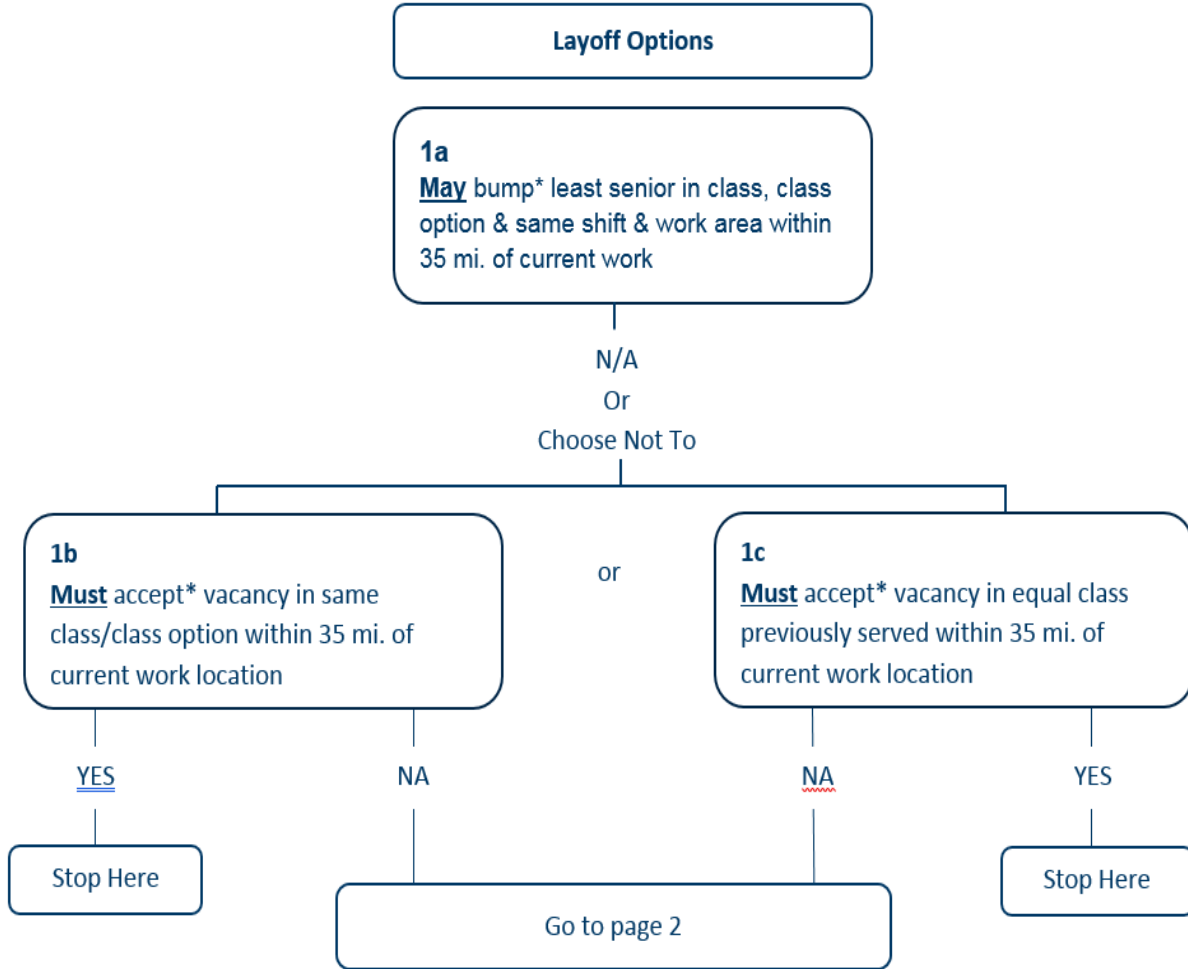 Layoff Options
1a
May bump* least senior in class, class
option & same shift & work area within
35 mi. of current work
N/A
Or
Choose Not To
1b
Must accept* vacancy in same
class/class option within 35 mi. of
current work location
or
1c
Must accept* vacancy in equal class
previously served within 35 mi. of
current work location
YES
NA
NA
YES
Stop Here
Go to page 2
Stop Here